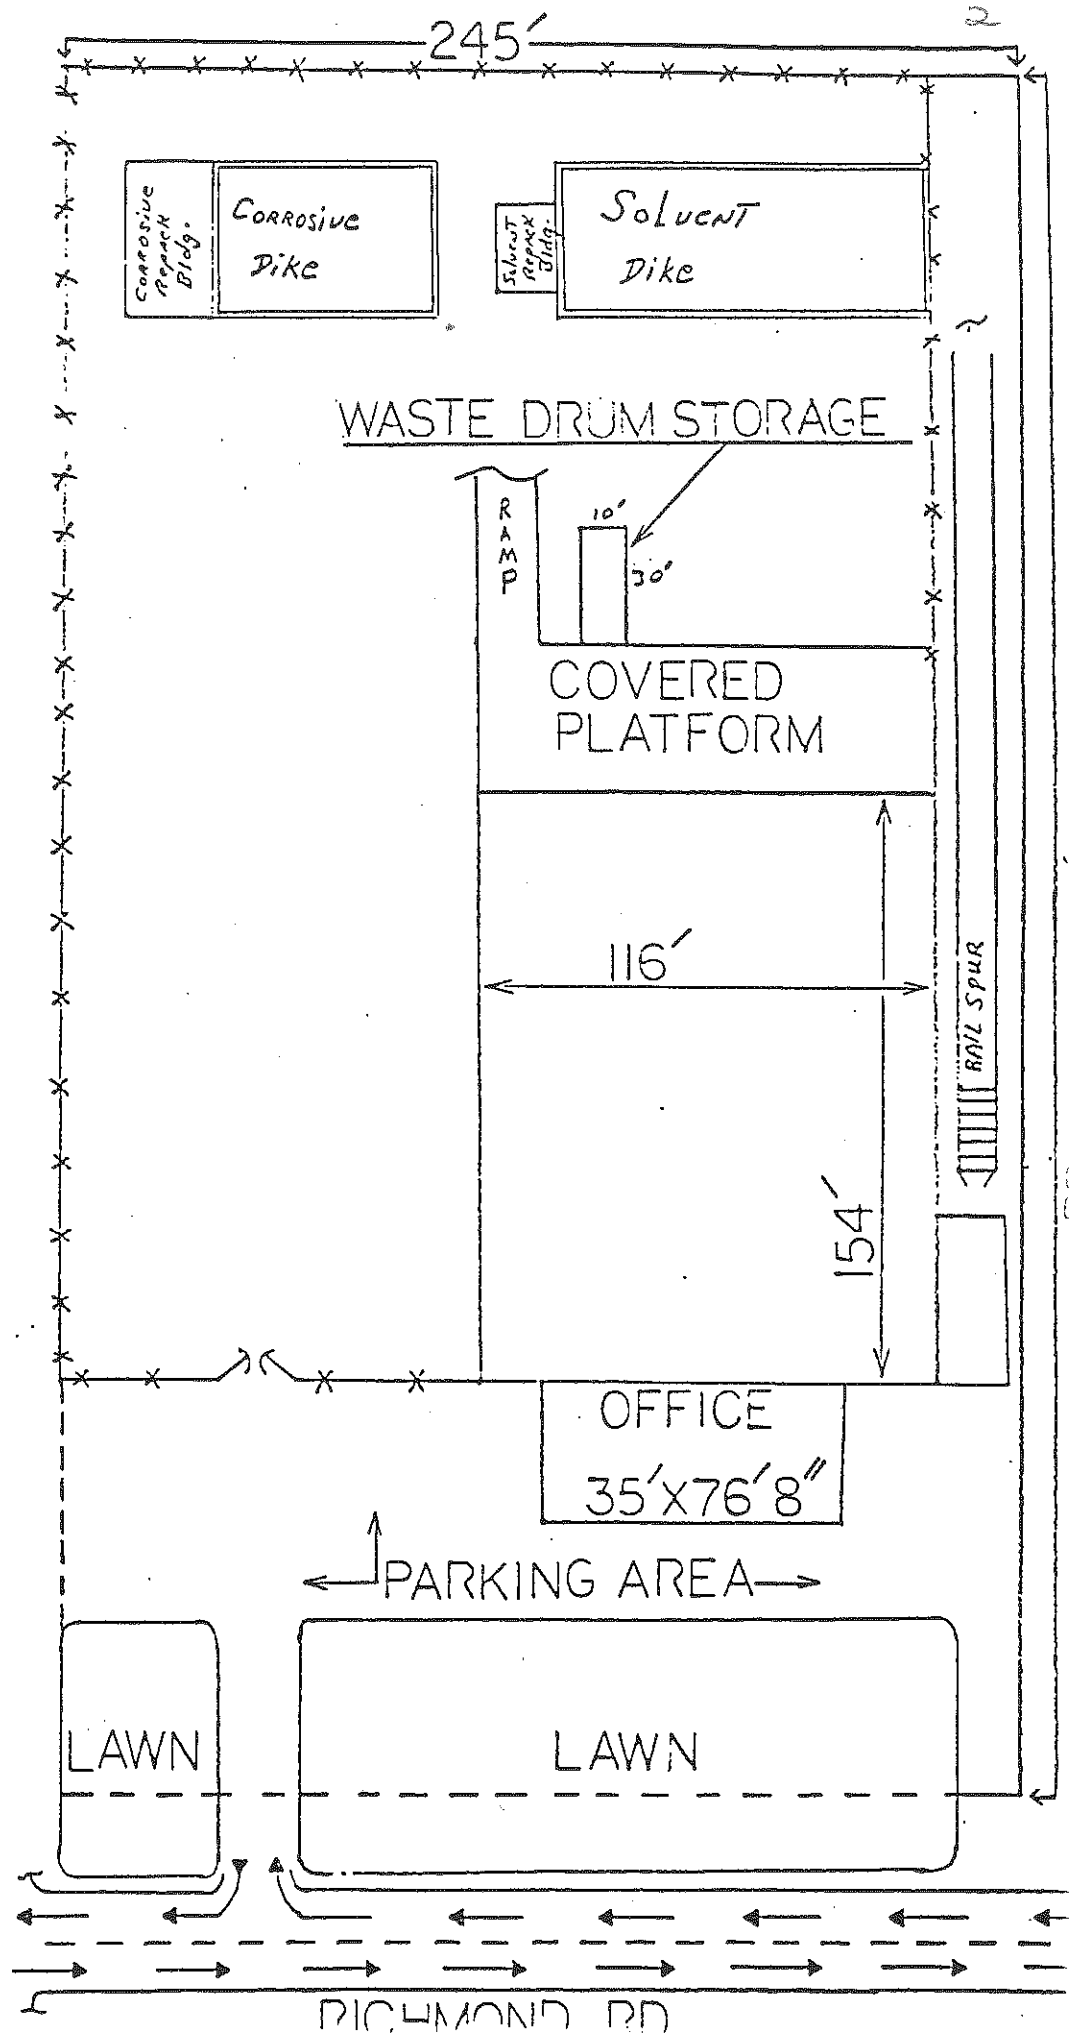 2
245'
Corrosive
Repack
Bldg.
Corrosive
Dike
Solvent
Repack
Bldg.
Solvent
Dike
WASTE DRUM STORAGE
RAMP
10'
30'
COVERED
PLATFORM
116'
154'
RAIL SPUR
OFFICE
35'X76'8"
PARKING AREA
LAWN
LAWN
RICHMOND RD